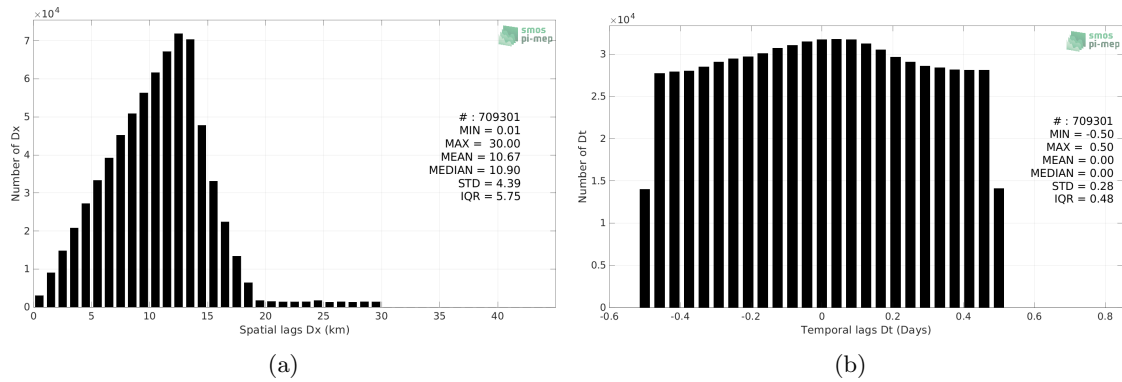 ×10⁴
7
6
5
4
3
2
1
0
Number of Dx
smos
pi-mep
# : 709301
MIN = 0.01
MAX = 30.00
MEAN = 10.67
MEDIAN = 10.90
STD = 4.39
IQR = 5.75
0 5 10 15 20 25 30 35 40
Spatial lags Dx (km)
(a)
×10⁴
3
2.5
2
1.5
1
0.5
0
Number of Dt
smos
pi-mep
# : 709301
MIN = -0.50
MAX = 0.50
MEAN = 0.00
MEDIAN = 0.00
STD = 0.28
IQR = 0.48
-0.6 -0.4 -0.2 0 0.2 0.4 0.6 0.8
Temporal lags Dt (Days)
(b)